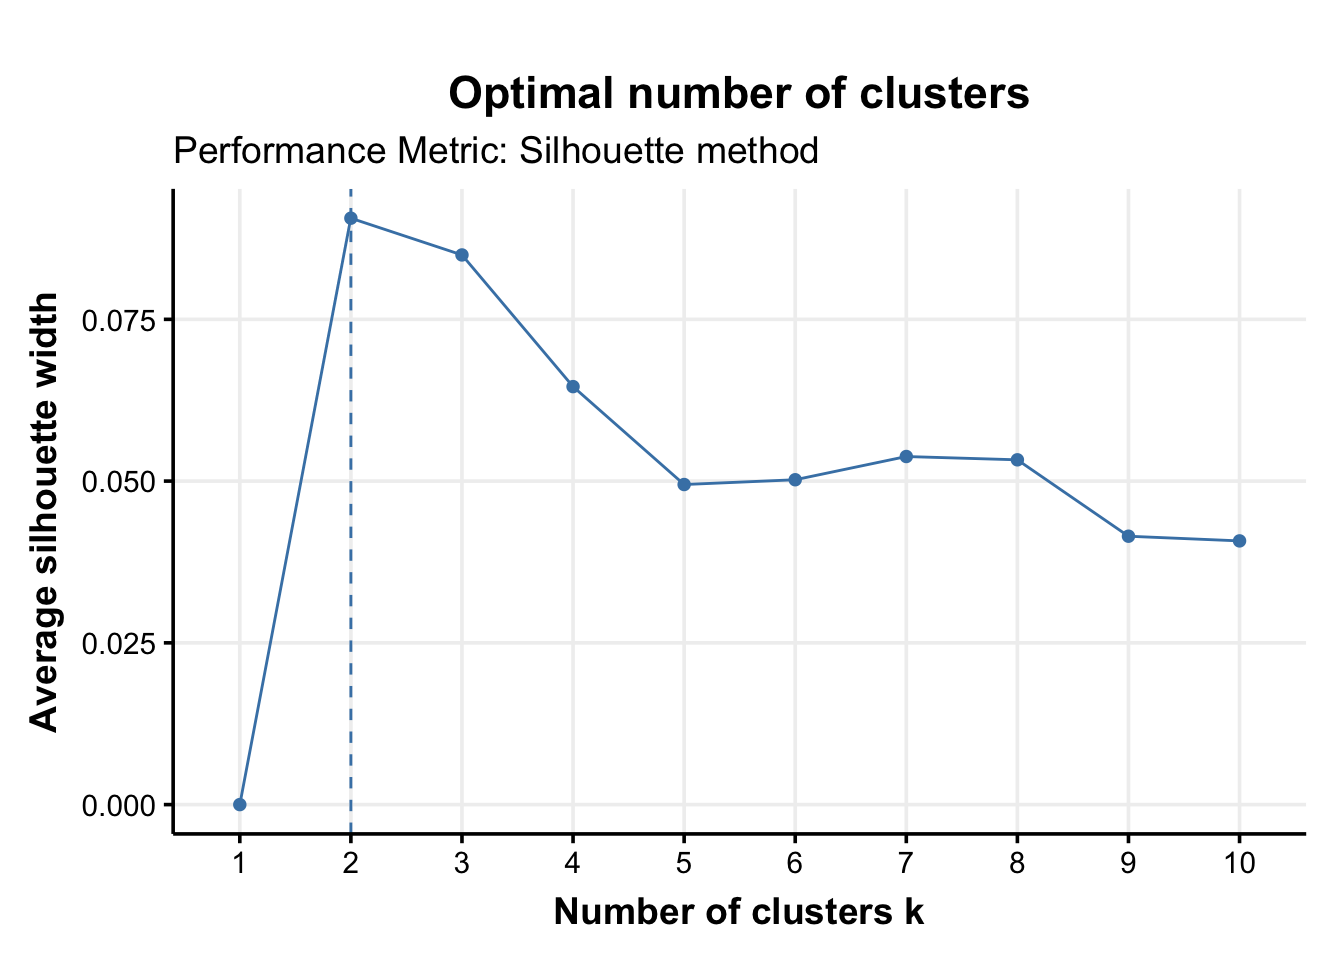 Optimal number of clusters
Performance Metric: Silhouette method
Average silhouette width
0.075
0.050
0.025
0.000
1 2 3 4 5 6 7 8 9 10
Number of clusters k